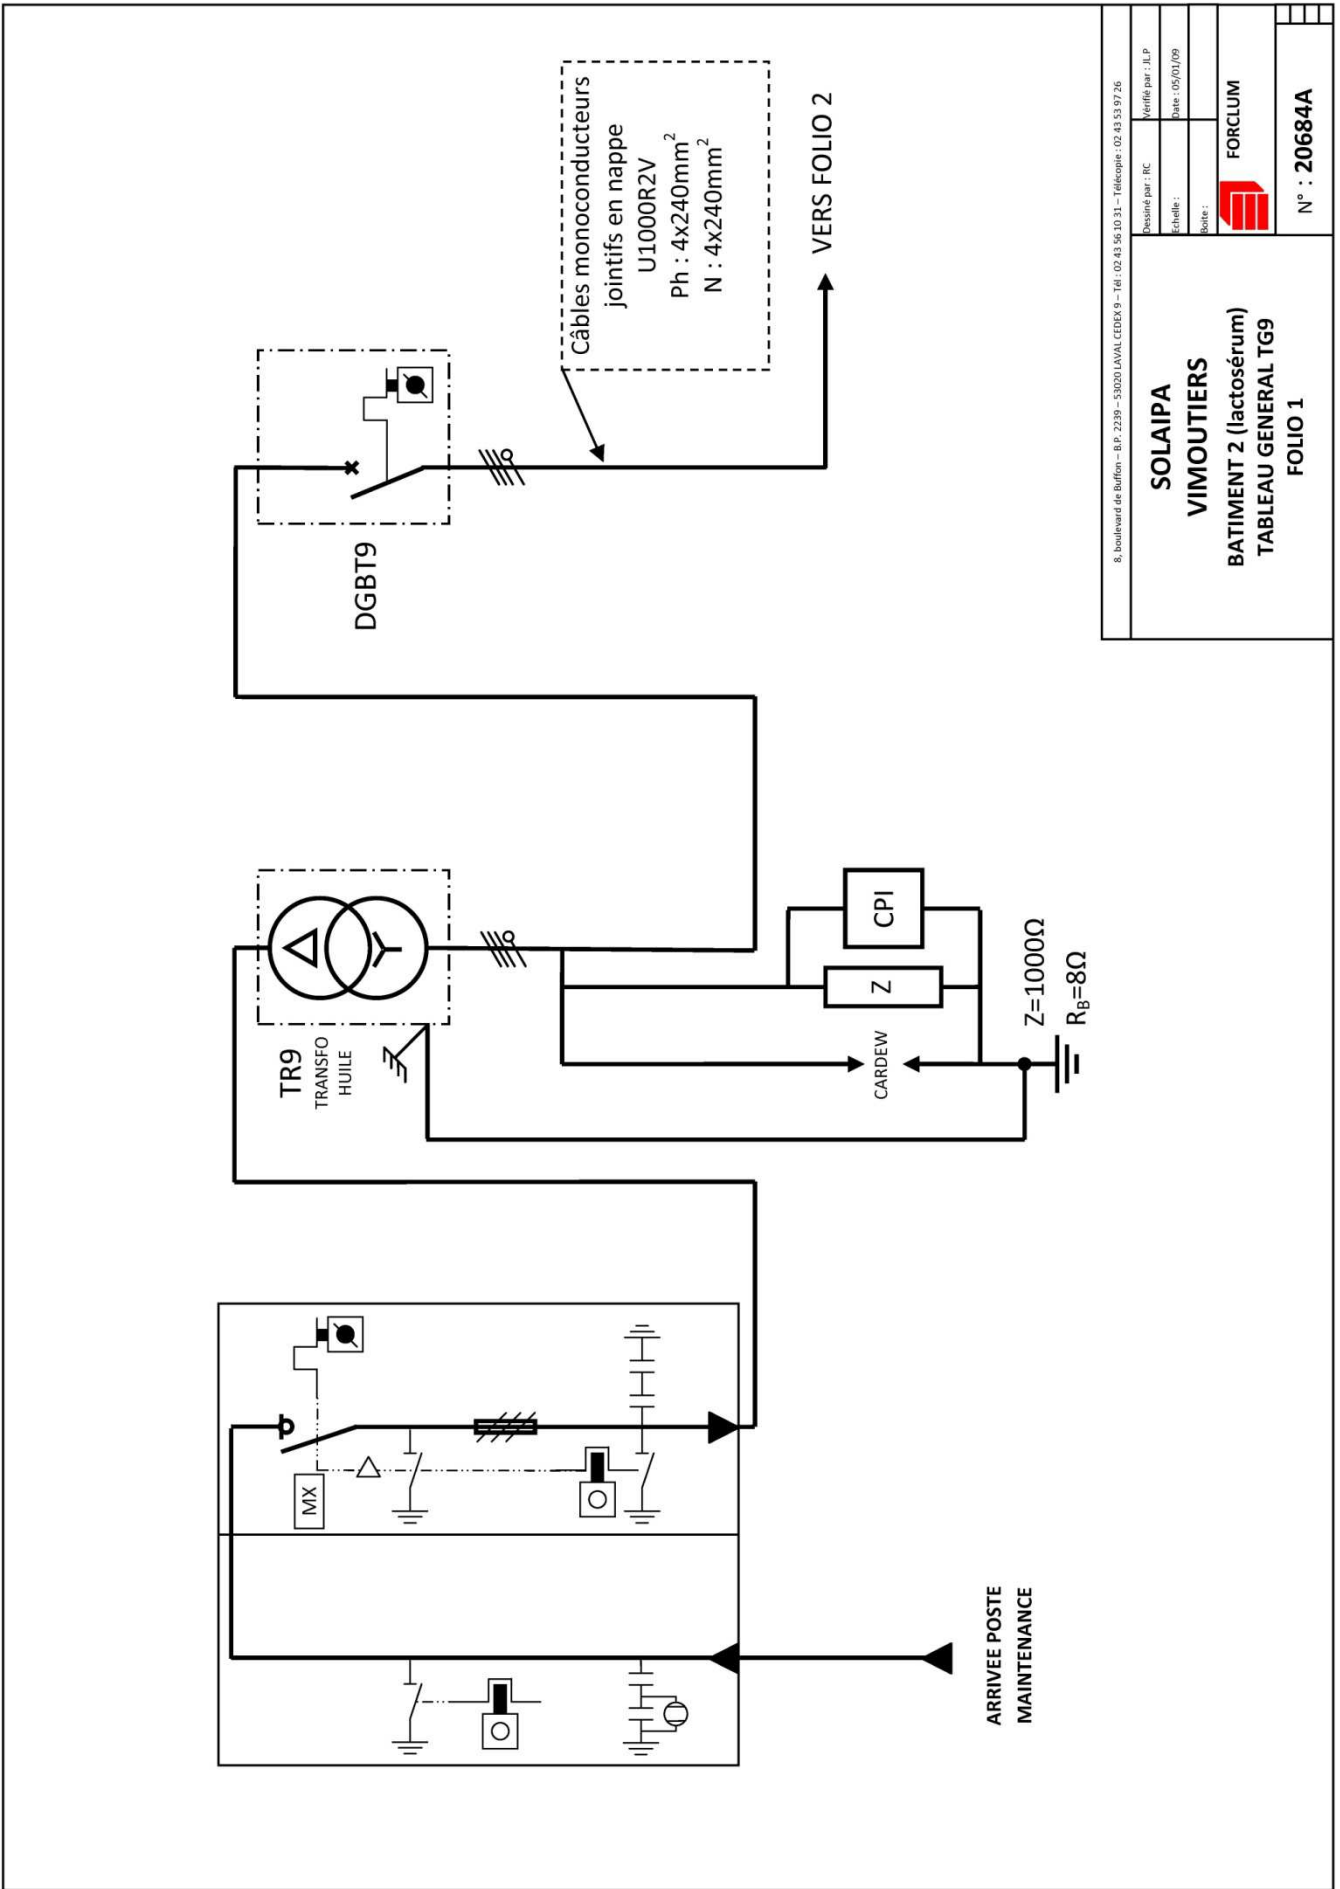 ARRIVEE POSTE
MAINTENANCE
MX
TR9
TRANSFO
HUILE
CARDEW
Z
CPI
Z=1000Ω
R_B=8Ω
DGBT9
Câbles monoconducteurs
jointifs en nappe
U1000R2V
Ph : 4x240mm²
N : 4x240mm²
VERS FOLIO 2
8, boulevard de Buffon – B.P. 2239 – 53020 LAVAL CEDEX 9 – Tél : 02 43 56 10 31 – Télécopie : 02 43 53 97 26
SOLAIPA
VIMOUTIERS
BATIMENT 2 (lactosérum)
TABLEAU GENERAL TG9
FOLIO 1
Dessiné par : RC
Vérifié par : JL.P
Echelle :
Date : 05/01/09
Boite :
FORCLUM
N° : 20684A